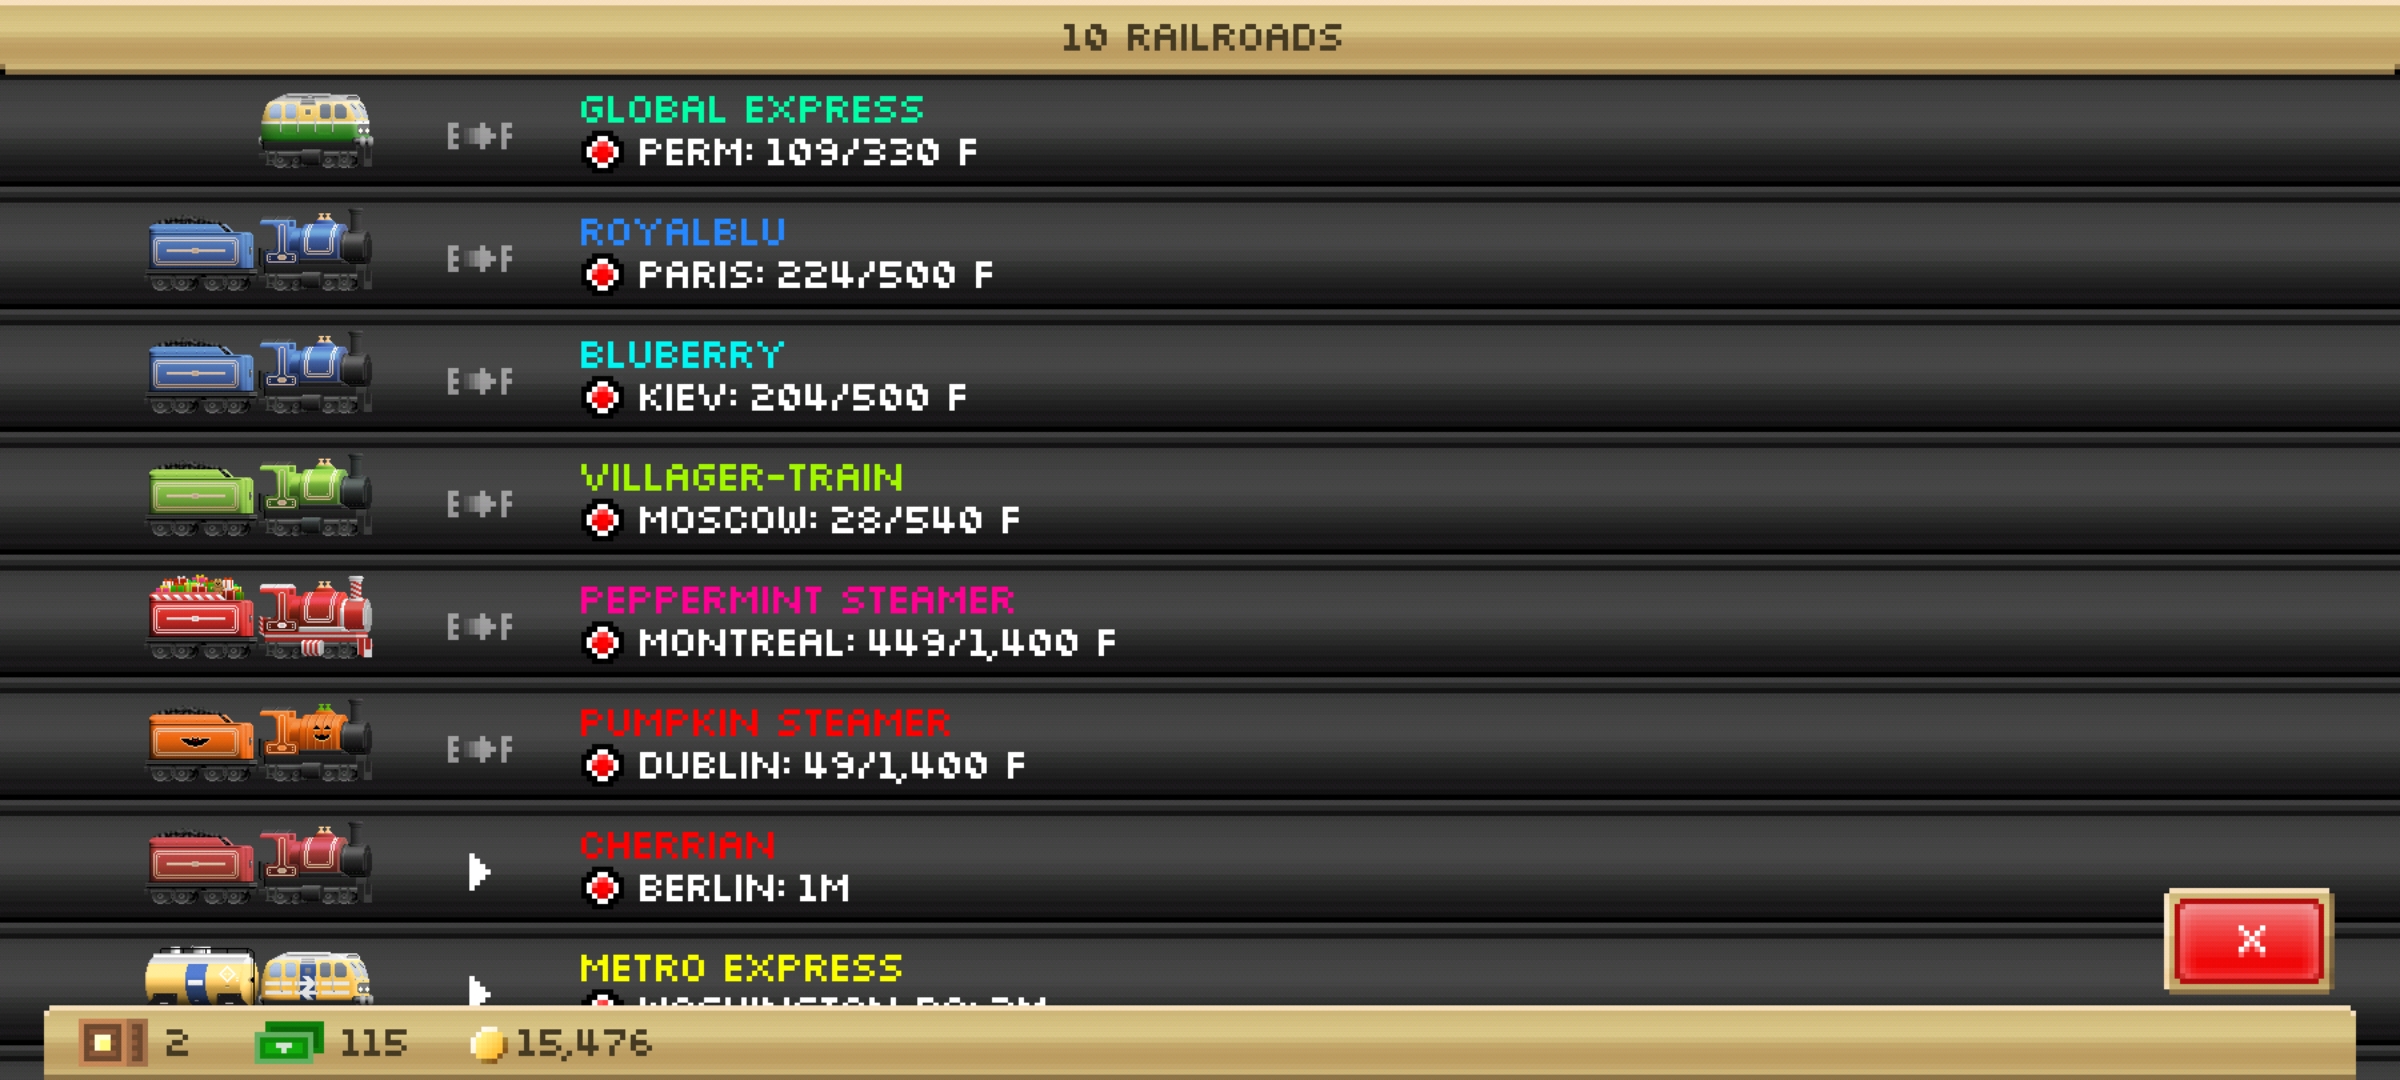 10 RAILROADS
GLOBAL EXPRESS
E F
PERM: 109/330 F
ROYALBLU
E F
PARIS: 224/500 F
BLUBERRY
E F
KIEV: 204/500 F
VILLAGER-TRAIN
E F
MOSCOW: 28/540 F
PEPPERMINT STEAMER
E F
MONTREAL: 449/1,400 F
PUMPKIN STEAMER
E F
DUBLIN: 49/1,400 F
CHERRIAN
BERLIN: 1M
METRO EXPRESS
X
2 115 15,476